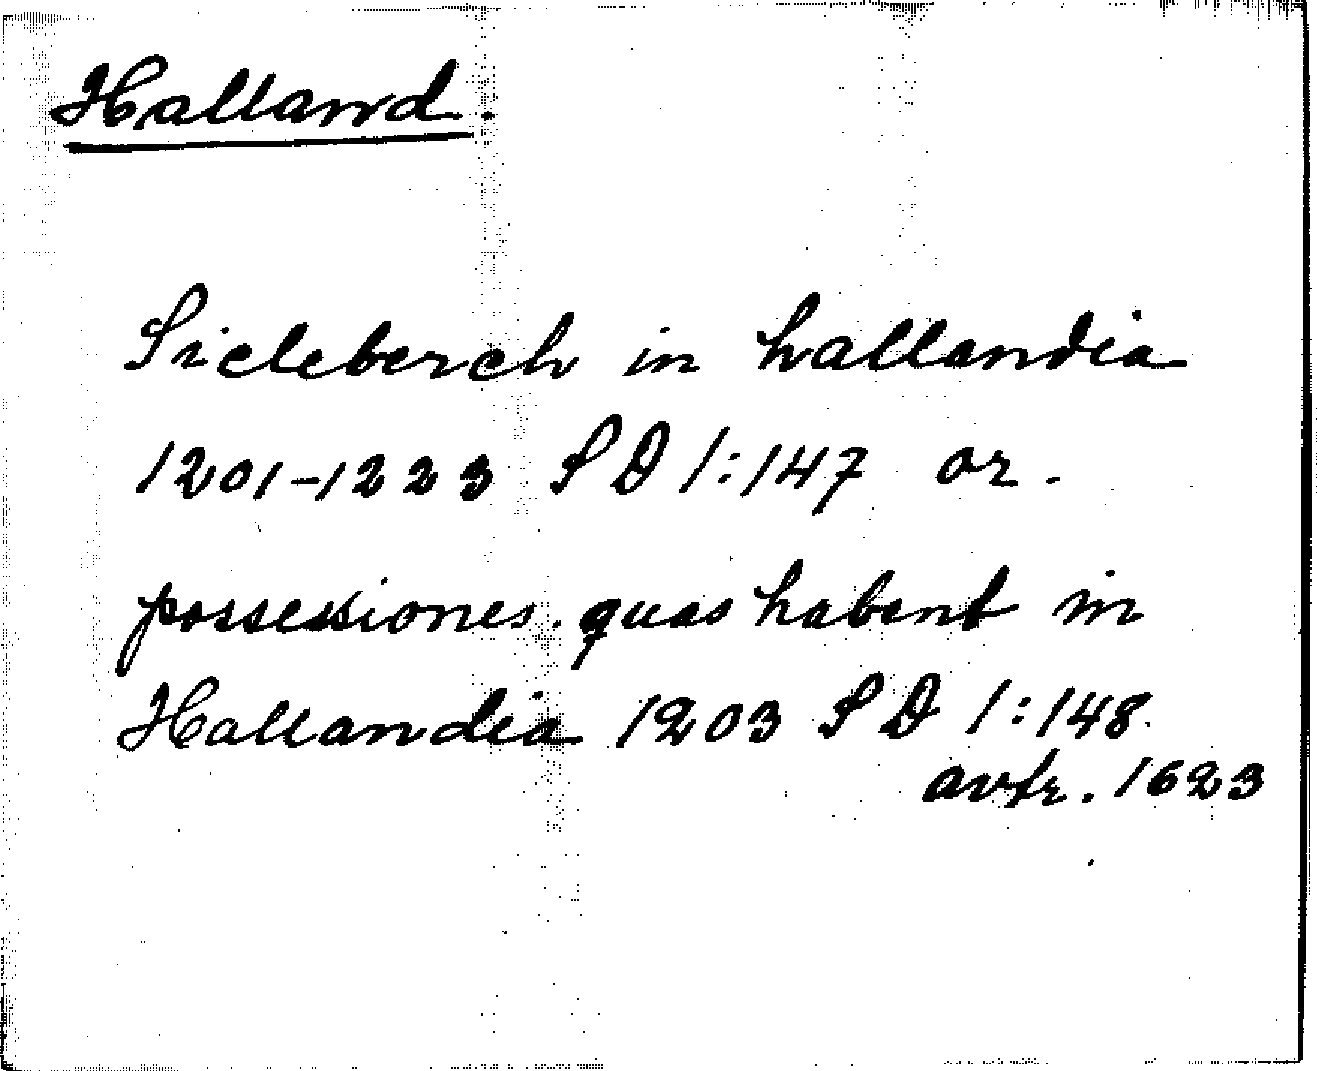 Halland.
Sicleberch in hallandia
1201-1223 SD 1:147 or.
possessiones quas habent in
Hallandia 1203 SD 1:148
avskr. 1623